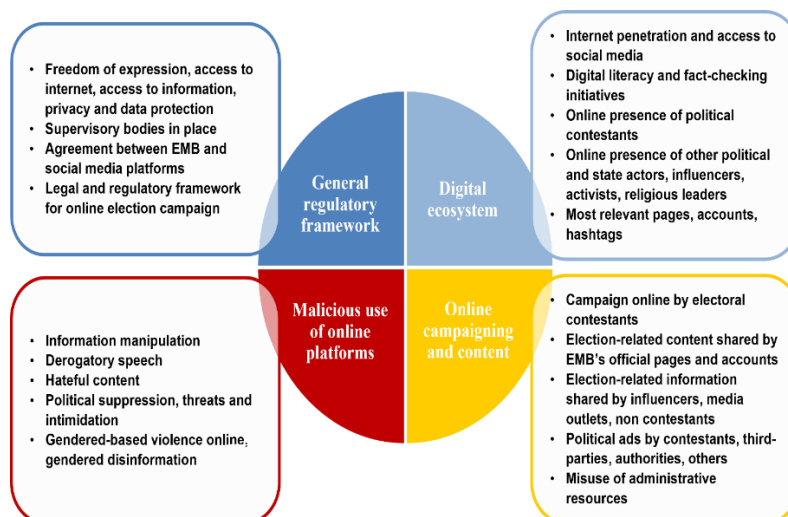 • Freedom of expression, access to
internet, access to information,
privacy and data protection
• Supervisory bodies in place
• Agreement between EMB and
social media platforms
• Legal and regulatory framework
for online election campaign
General
regulatory
framework
Digital
ecosystem
• Internet penetration and access to
social media
• Digital literacy and fact-checking
initiatives
• Online presence of political
contestants
• Online presence of other political
and state actors, influencers,
activists, religious leaders
• Most relevant pages, accounts,
hashtags
• Information manipulation
• Derogatory speech
• Hateful content
• Political suppression, threats and
intimidation
• Gendered-based violence online,
gendered disinformation
Malicious use
of online
platforms
Online
campaigning
and content
• Campaign online by electoral
contestants
• Election-related content shared by
EMB's official pages and accounts
• Election-related information
shared by influencers, media
outlets, non contestants
• Political ads by contestants, third-
parties, authorities, others
• Misuse of administrative
resources